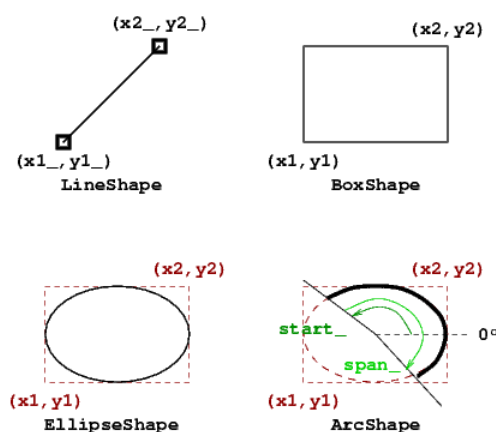 (x2_,y2_)
(x1_,y1_)
LineShape
(x2,y2)
(x1,y1)
BoxShape
(x2,y2)
(x1,y1)
EllipseShape
(x2,y2)
start_
0°
span_
(x1,y1)
ArcShape